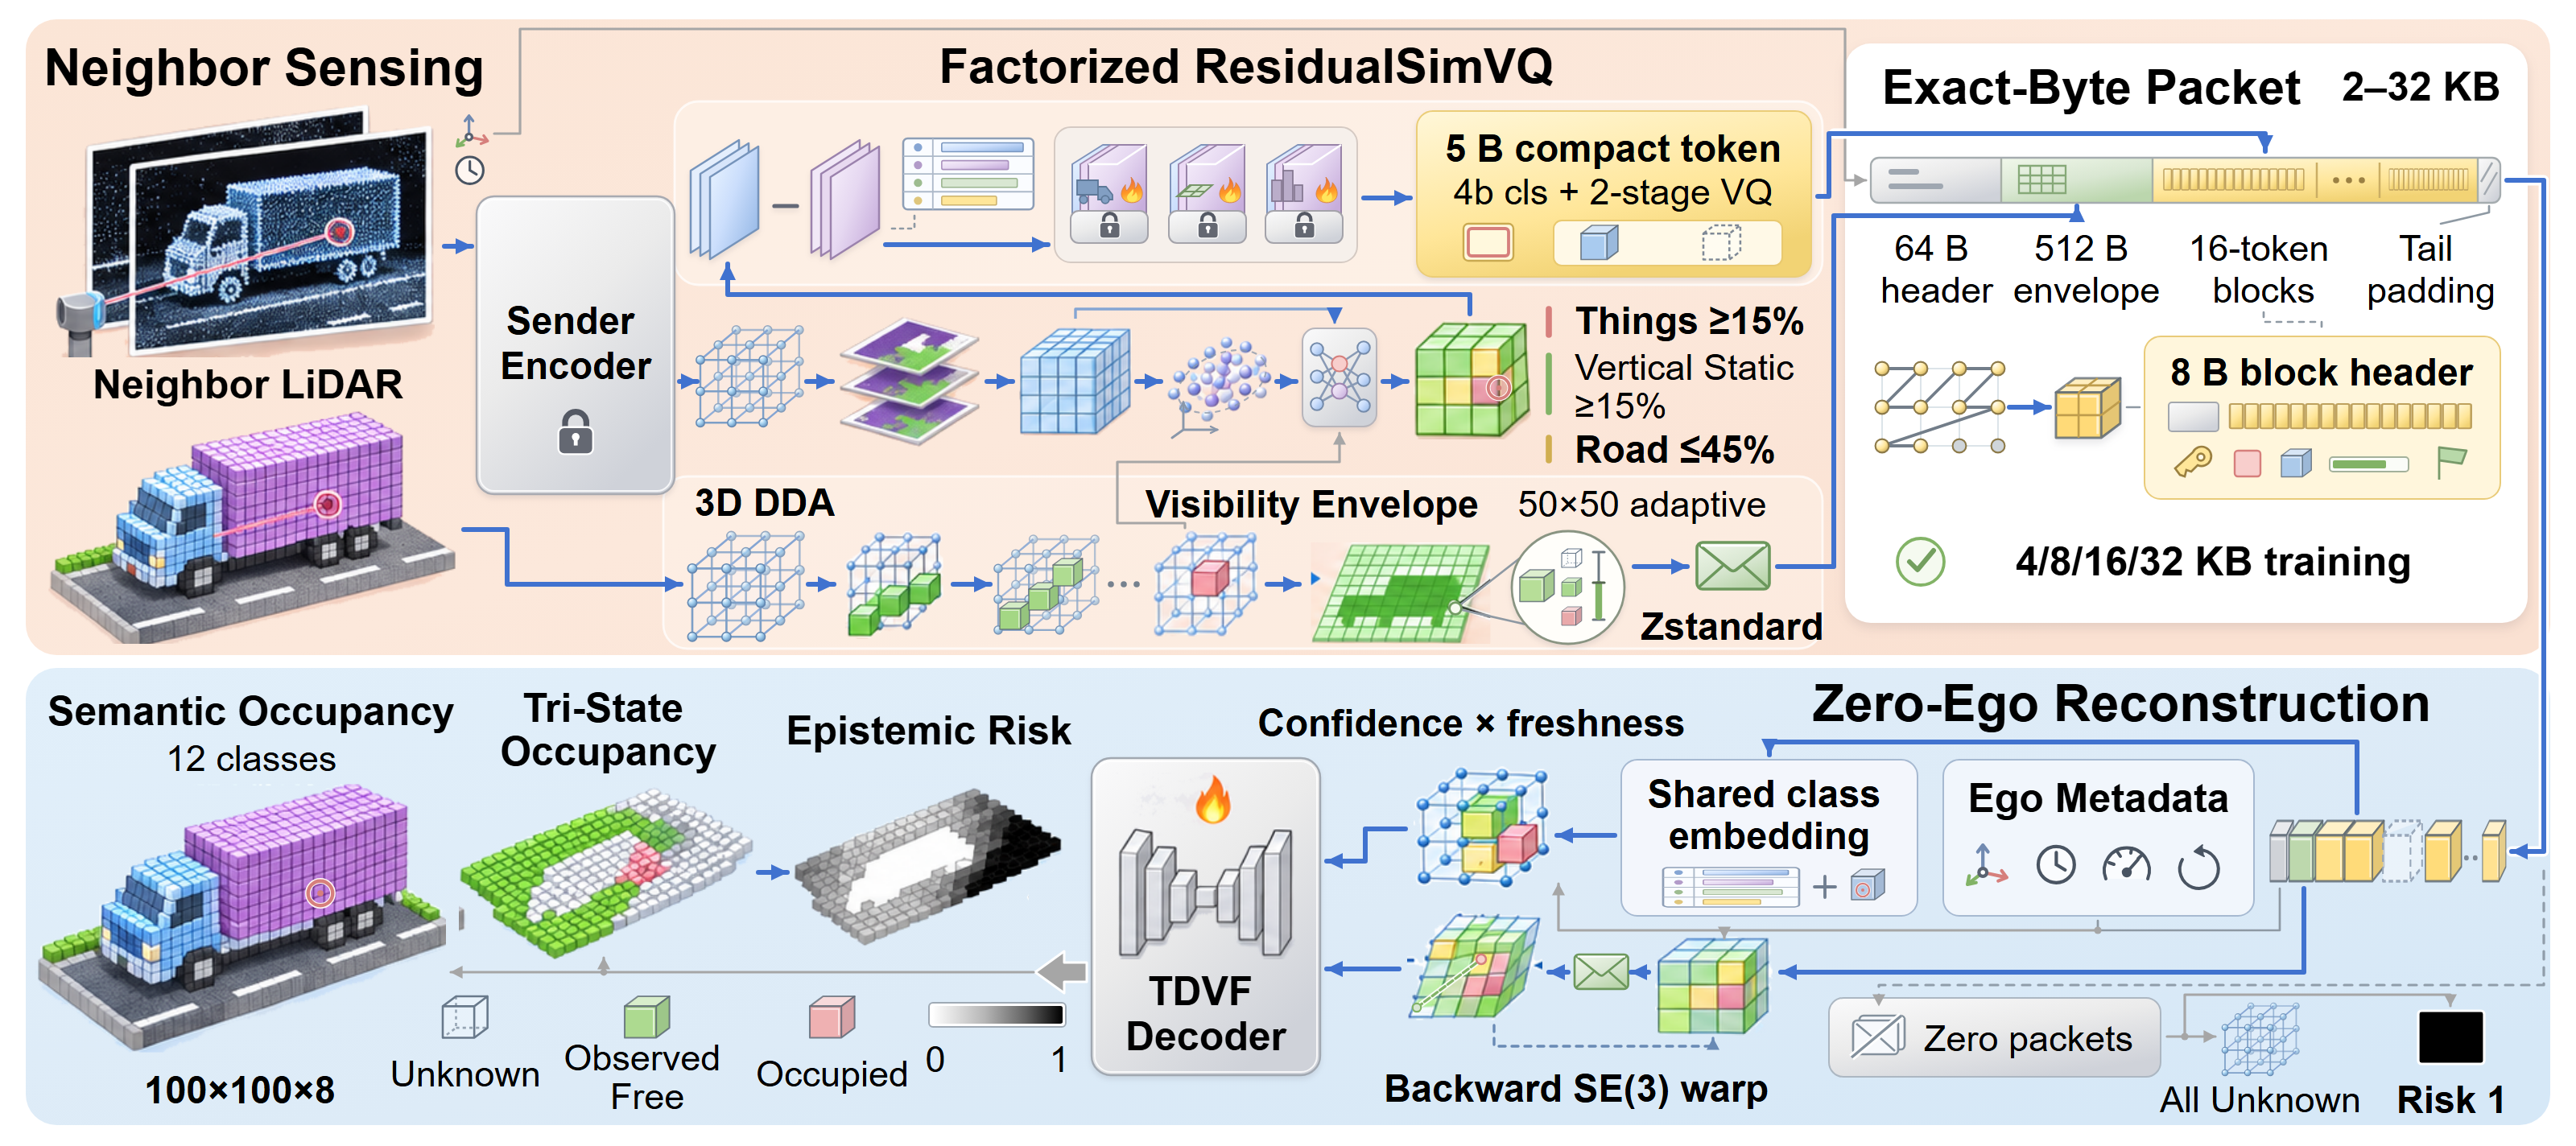 Neighbor Sensing
Neighbor LiDAR
Sender
Encoder
Factorized ResidualSimVQ
5 B compact token
4b cls + 2-stage VQ
Things ≥15%
Vertical Static
≥15%
Road ≤45%
3D DDA
Visibility Envelope
50×50 adaptive
Zstandard
Exact-Byte Packet
2–32 KB
64 B
header
512 B
envelope
16-token
blocks
Tail
padding
8 B block header
4/8/16/32 KB training
Semantic Occupancy
12 classes
100×100×8
Tri-State
Occupancy
Epistemic Risk
Unknown
Observed
Free
Occupied
0
1
TDVF
Decoder
Confidence × freshness
Backward SE(3) warp
Zero-Ego Reconstruction
Shared class
embedding
Ego Metadata
Zero packets
All Unknown
Risk 1